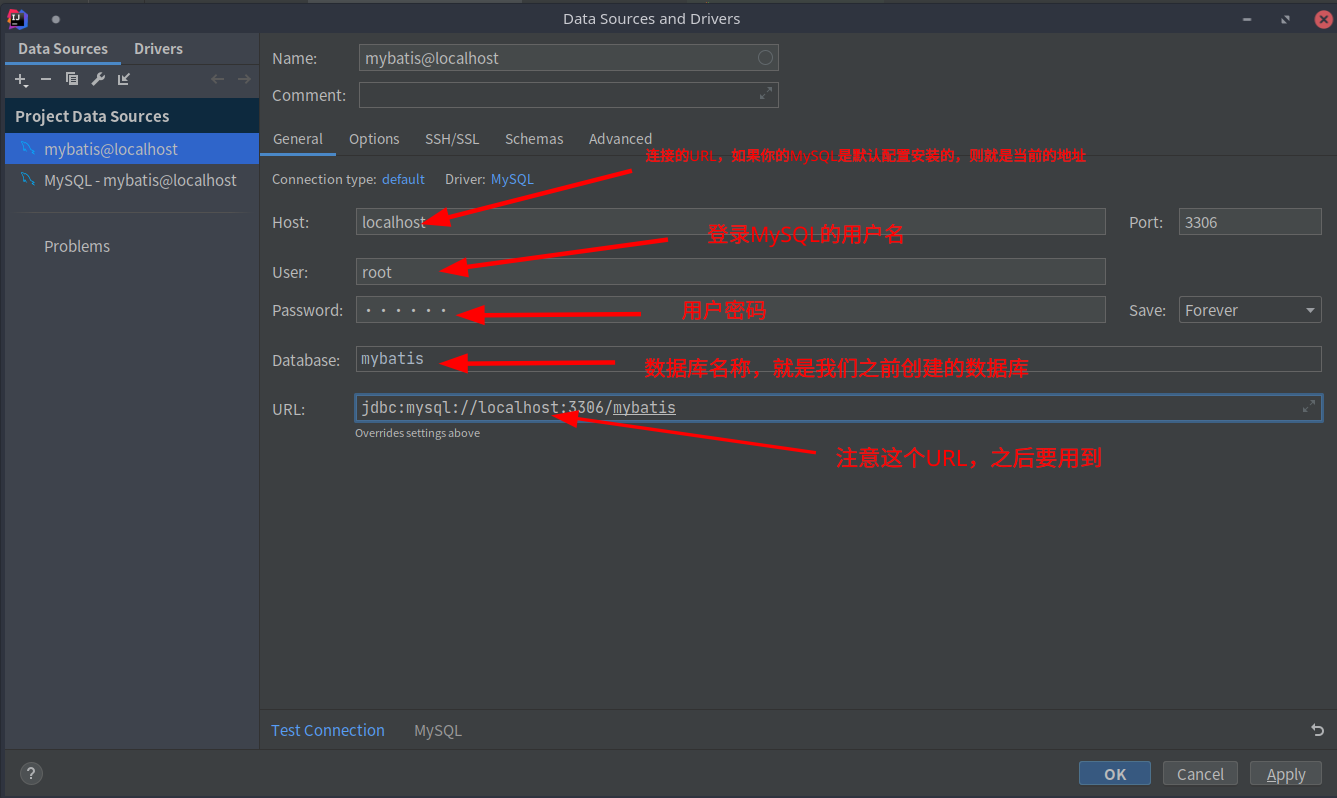 Data Sources and Drivers
Data Sources Drivers
Project Data Sources
mybatis@localhost
MySQL - mybatis@localhost
Problems
Name: mybatis@localhost
Comment:
General Options SSH/SSL Schemas Advanced
连接的URL，如果你的MySQL是默认配置安装的，则就是当前的地址
Connection type: default Driver: MySQL
Host: localhost Port: 3306
登录MySQL的用户名
User: root
Password: · · · · · · Save: Forever
用户密码
Database: mybatis
数据库名称，就是我们之前创建的数据库
URL: jdbc:mysql://localhost:3306/mybatis
Overrides settings above
注意这个URL，之后要用到
Test Connection MySQL
? OK Cancel Apply